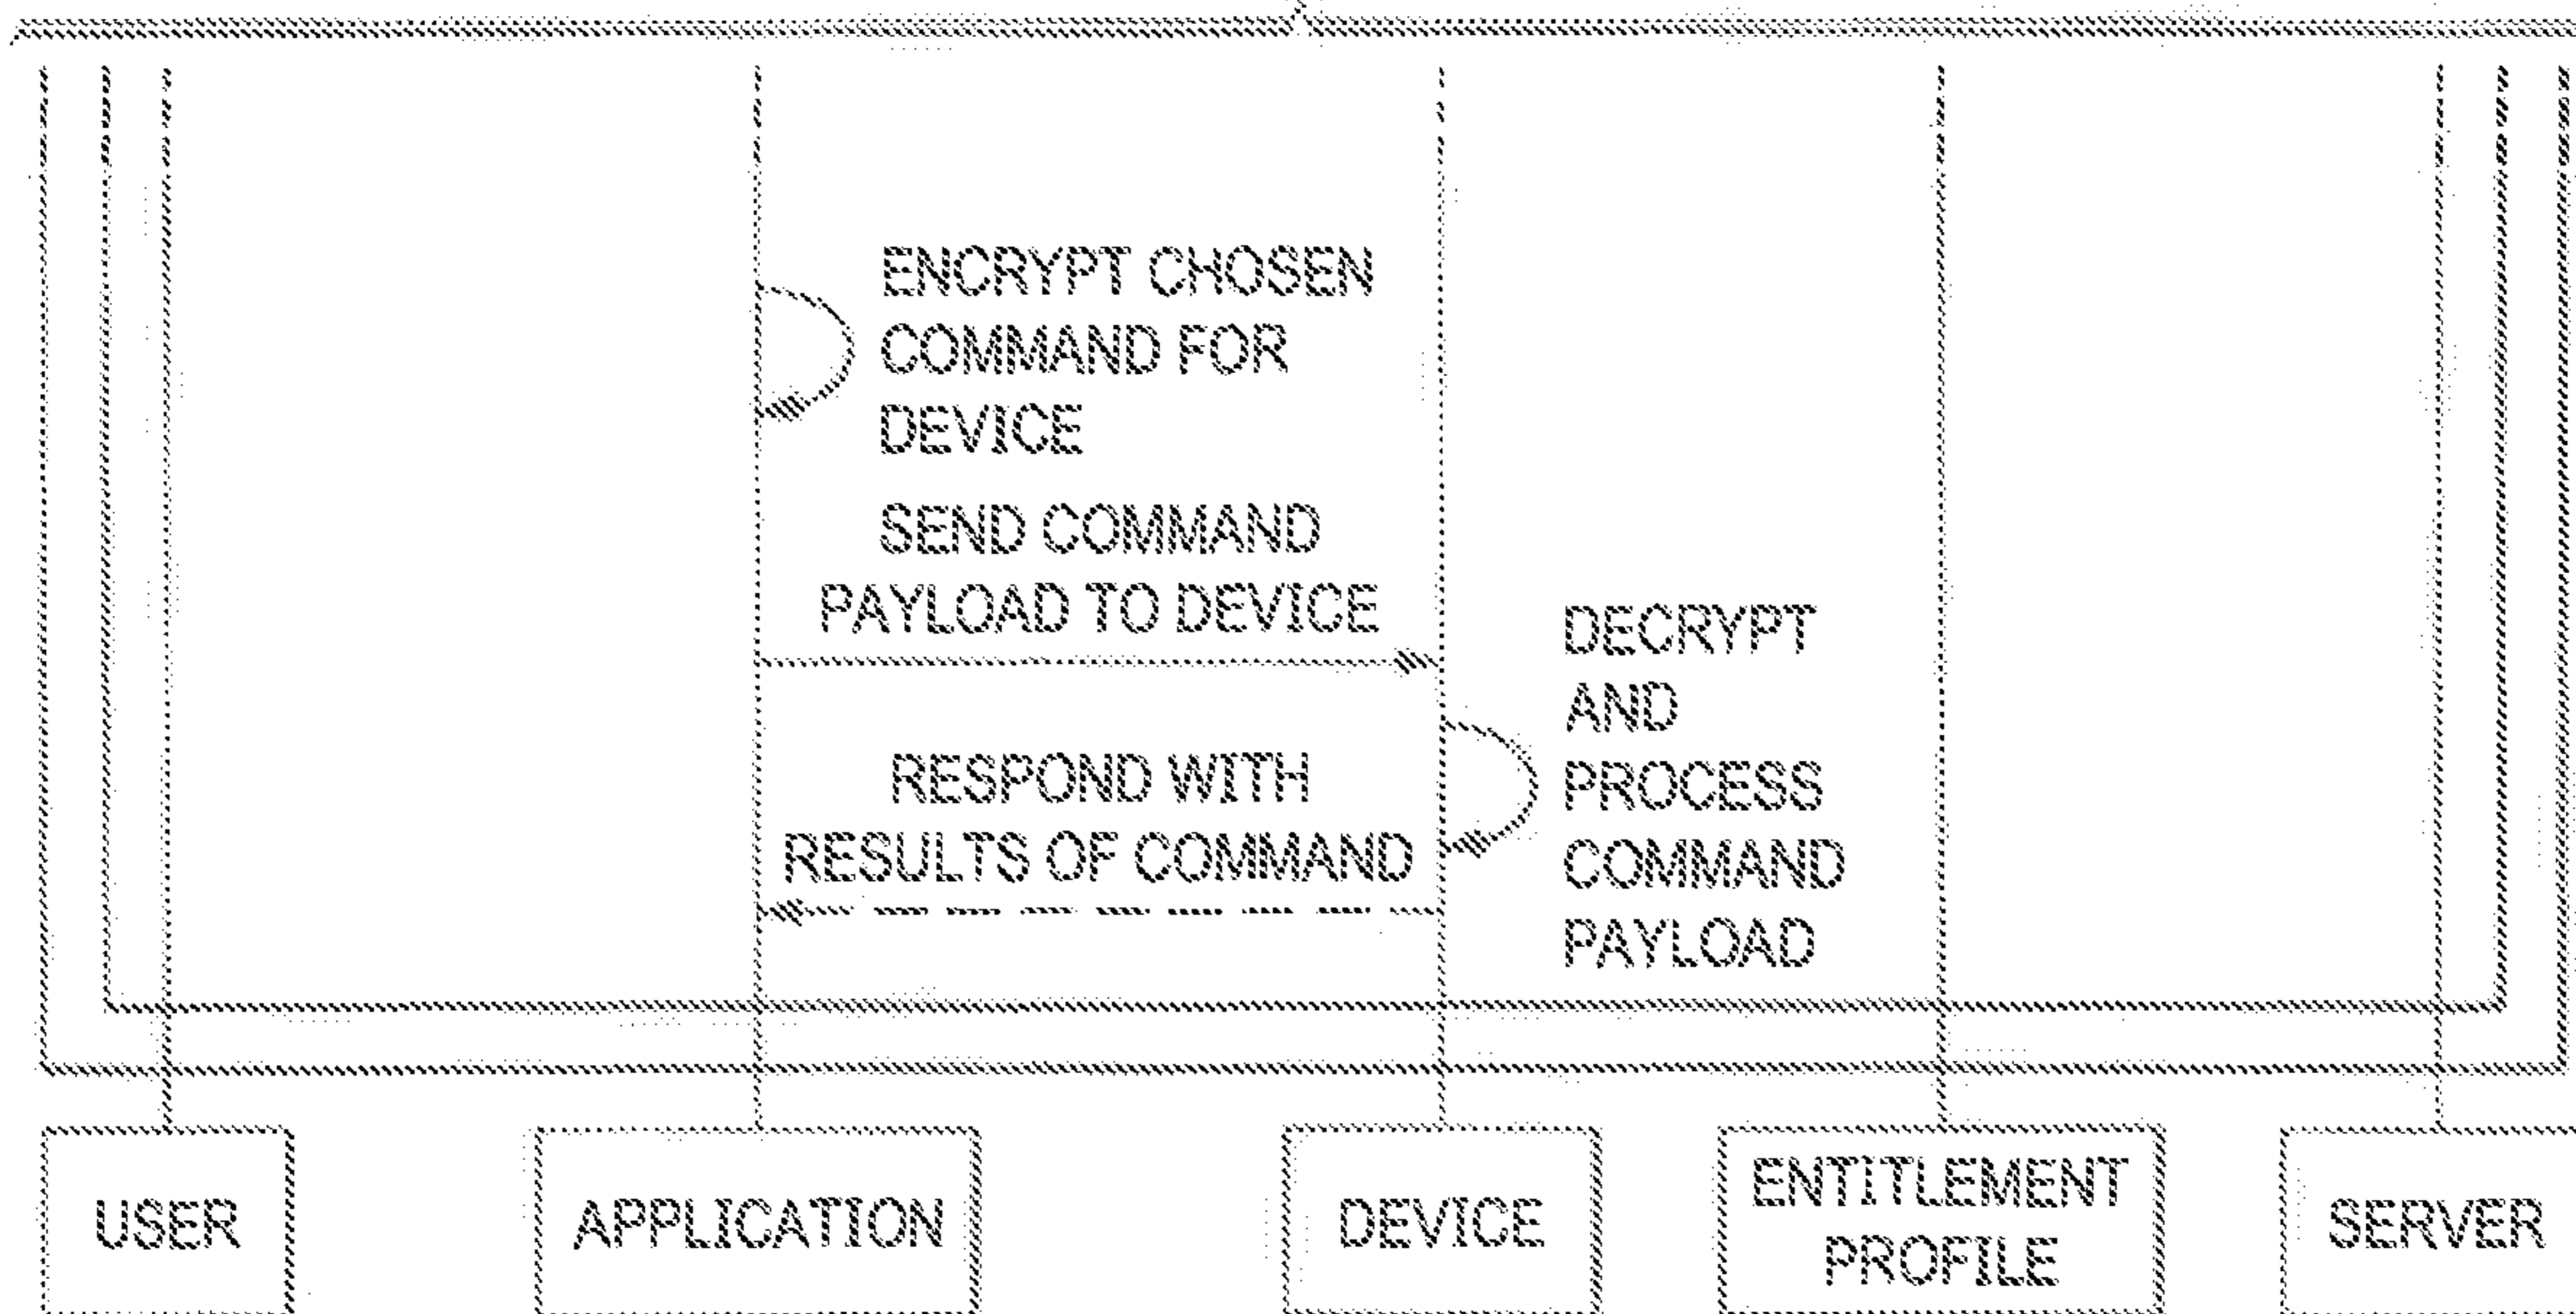 ENCRYPT CHOSEN
COMMAND FOR
DEVICE
SEND COMMAND
PAYLOAD TO DEVICE
DECRYPT
AND
PROCESS
COMMAND
PAYLOAD
RESPOND WITH
RESULTS OF COMMAND
USER
APPLICATION
DEVICE
ENTITLEMENT
PROFILE
SERVER